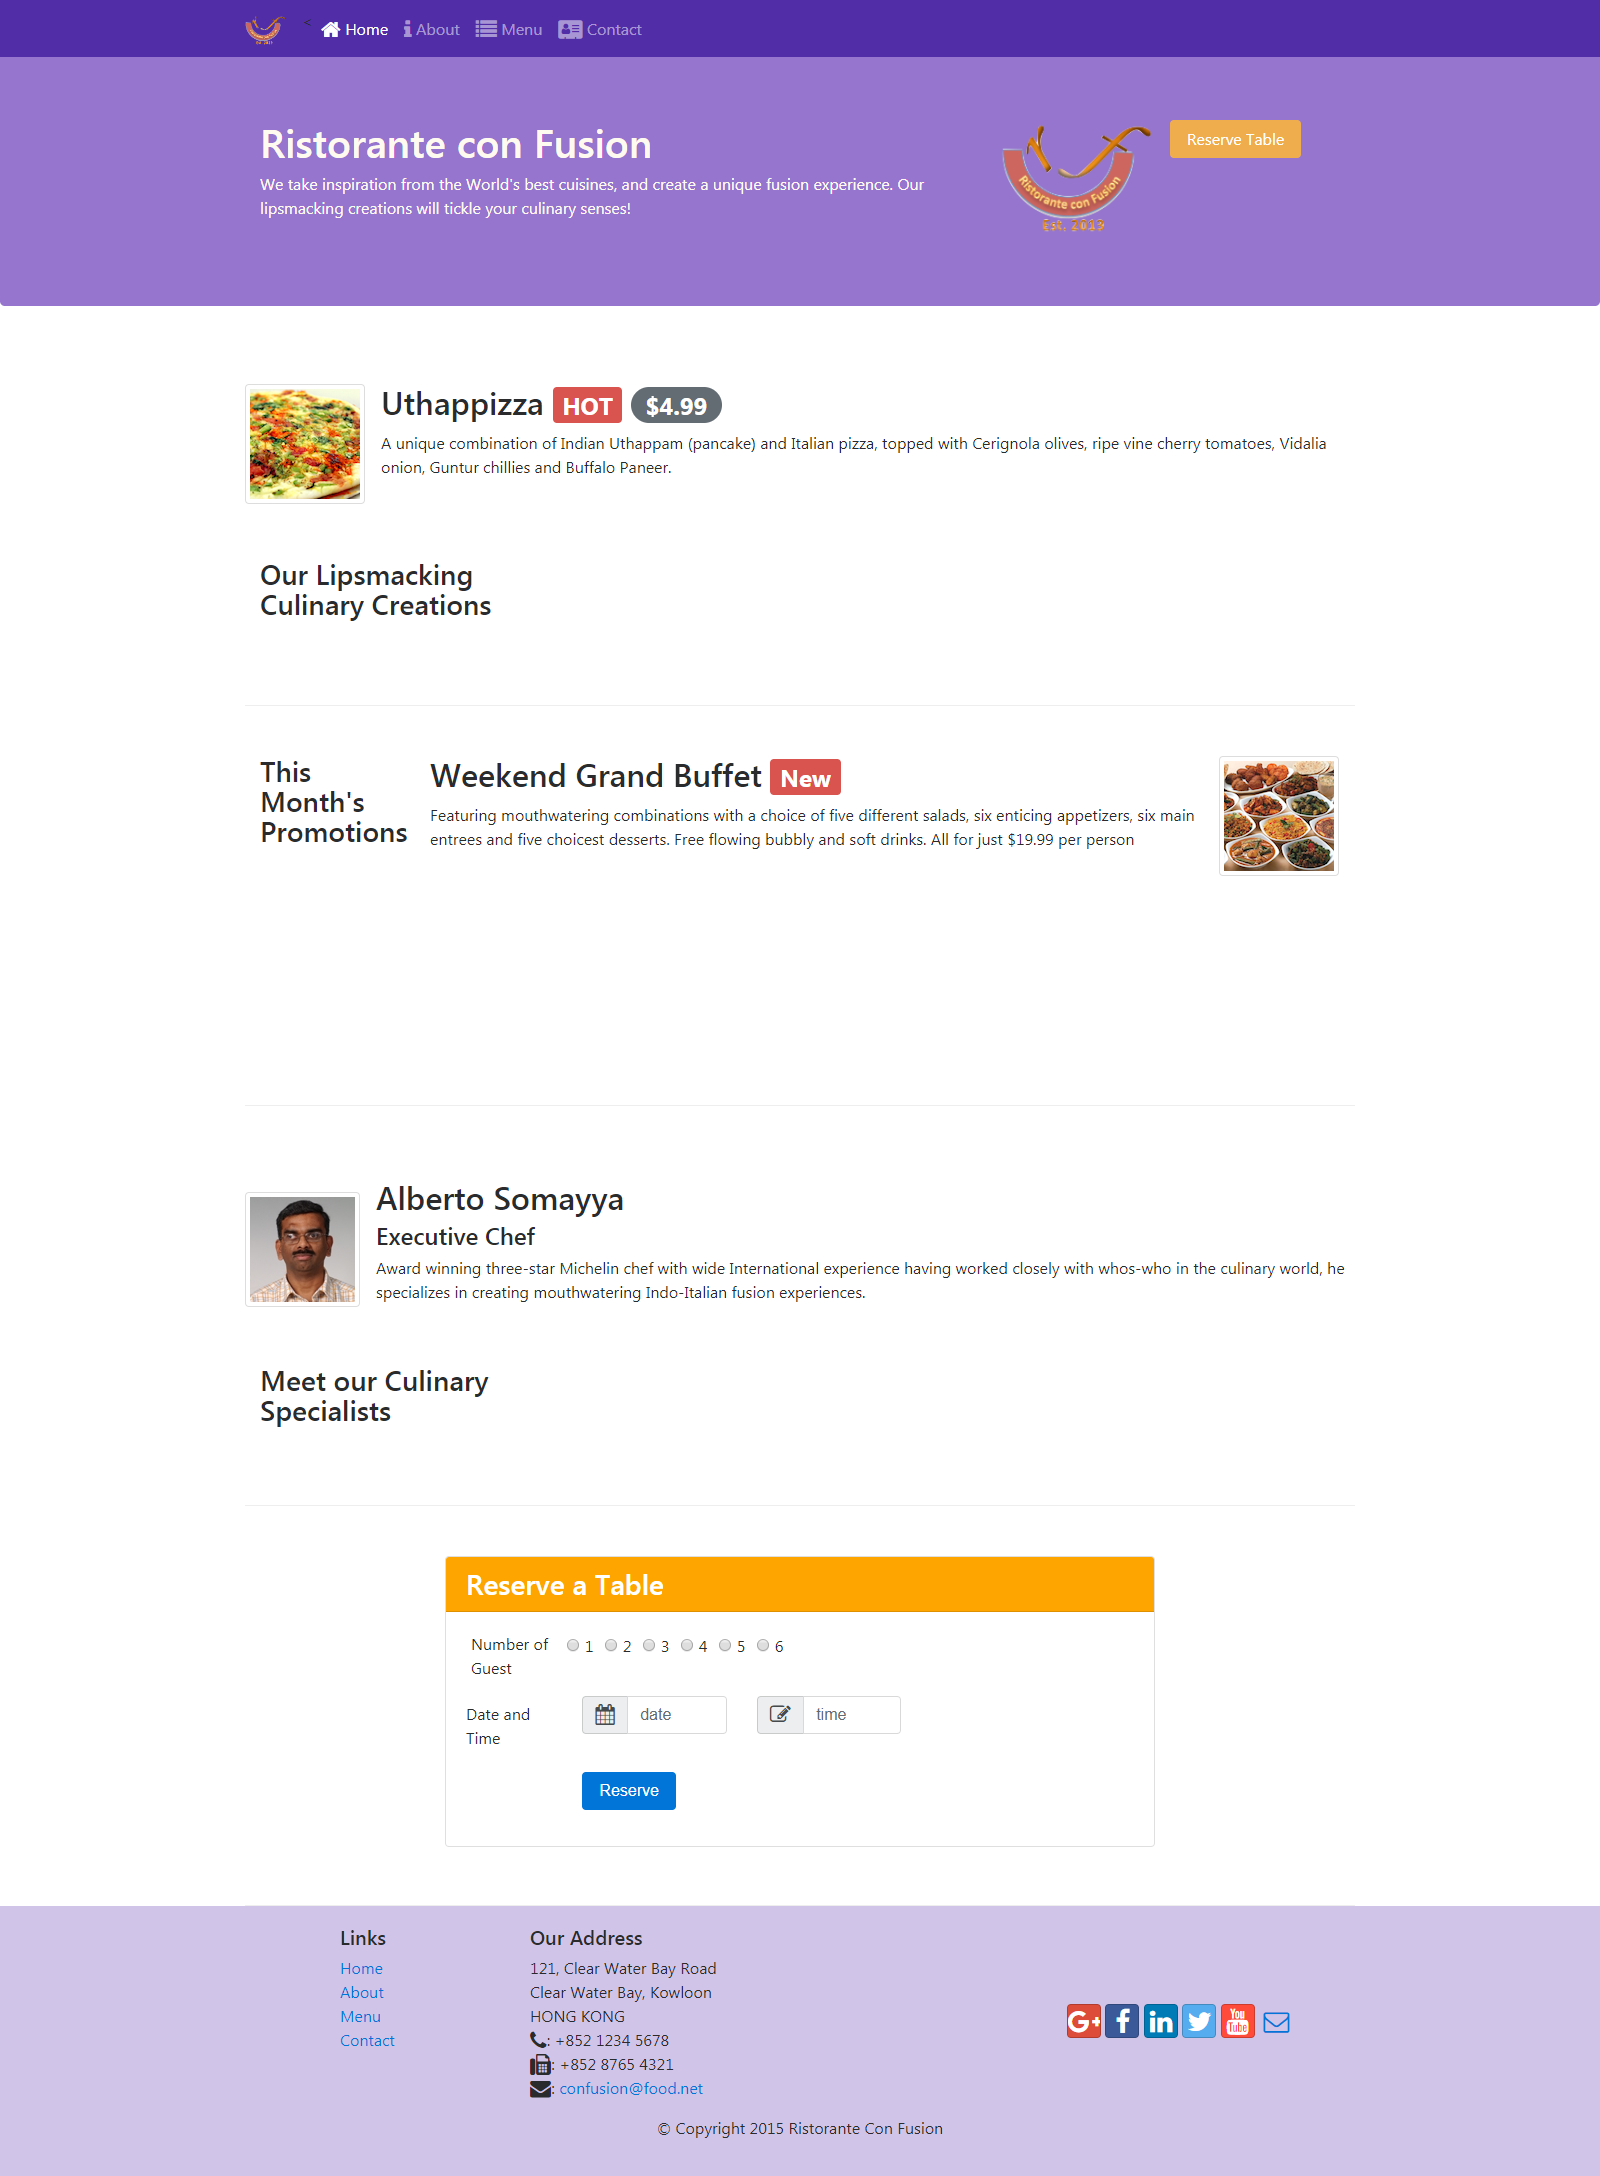 < Home About Menu Contact
Ristorante con Fusion
We take inspiration from the World's best cuisines, and create a unique fusion experience. Our
lipsmacking creations will tickle your culinary senses!
Ristorante con Fusion
Est. 2013
Reserve Table
Uthappizza HOT $4.99
A unique combination of Indian Uthappam (pancake) and Italian pizza, topped with Cerignola olives, ripe vine cherry tomatoes, Vidalia
onion, Guntur chillies and Buffalo Paneer.
Our Lipsmacking
Culinary Creations
This
Month's
Promotions
Weekend Grand Buffet New
Featuring mouthwatering combinations with a choice of five different salads, six enticing appetizers, six main
entrees and five choicest desserts. Free flowing bubbly and soft drinks. All for just $19.99 per person
Alberto Somayya
Executive Chef
Award winning three-star Michelin chef with wide International experience having worked closely with whos-who in the culinary world, he
specializes in creating mouthwatering Indo-Italian fusion experiences.
Meet our Culinary
Specialists
Reserve a Table
Number of
Guest
1 2 3 4 5 6
Date and
Time
date
time
Reserve
Links
Home
About
Menu
Contact
Our Address
121, Clear Water Bay Road
Clear Water Bay, Kowloon
HONG KONG
: +852 1234 5678
: +852 8765 4321
: confusion@food.net
G+ f in You Tube
© Copyright 2015 Ristorante Con Fusion